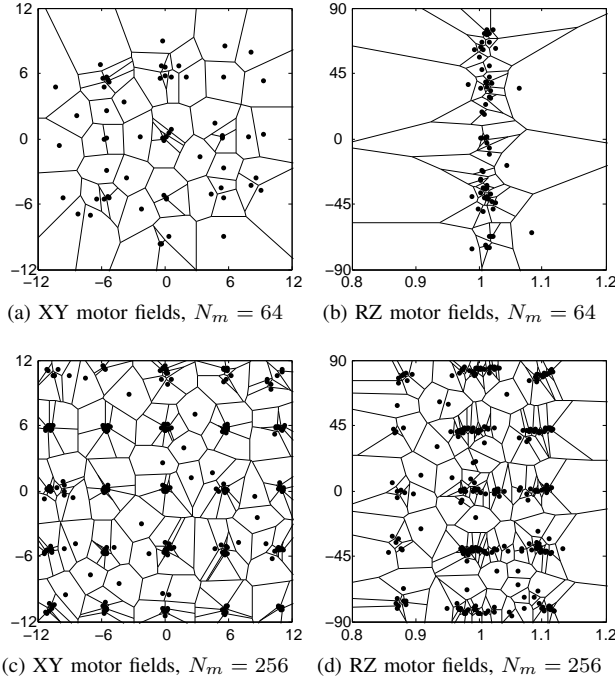 12
6
0
−6
−12
−12 −6 0 6 12
90
45
0
−45
−90
0.8 0.9 1 1.1 1.2
(a) XY motor fields, N_m = 64
(b) RZ motor fields, N_m = 64
12
6
0
−6
−12
−12 −6 0 6 12
90
45
0
−45
−90
0.8 0.9 1 1.1 1.2
(c) XY motor fields, N_m = 256
(d) RZ motor fields, N_m = 256